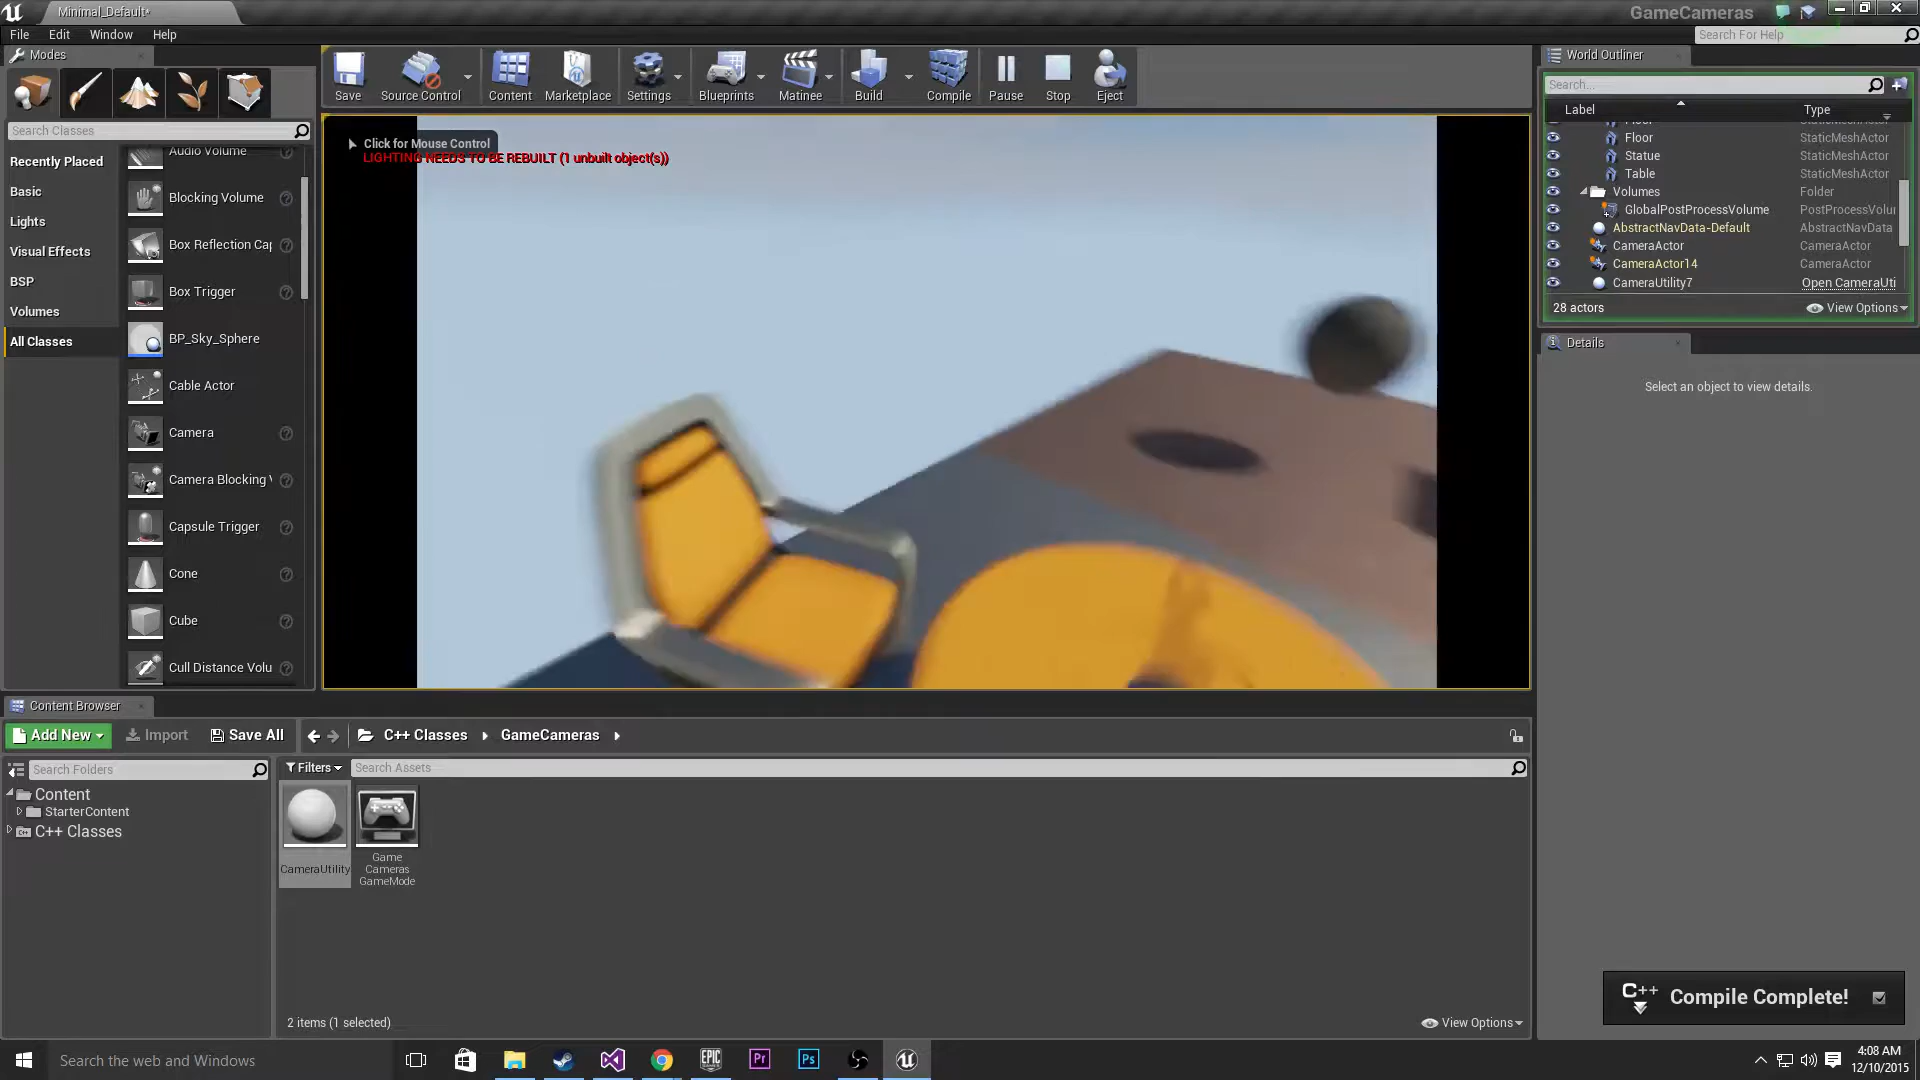 Minimal_Default*
GameCameras
File Edit Window Help
Search For Help
Modes
Save
Source Control
Content
Marketplace
Settings
Blueprints
Matinee
Build
Compile
Pause
Stop
Eject
Search Classes
Recently Placed
Basic
Lights
Visual Effects
BSP
Volumes
All Classes
Audio Volume
Blocking Volume
Box Reflection Cap
Box Trigger
BP_Sky_Sphere
Cable Actor
Camera
Camera Blocking V
Capsule Trigger
Cone
Cube
Cull Distance Volu
Click for Mouse Control
LIGHTING NEEDS TO BE REBUILT (1 unbuilt object(s))
World Outliner
Search...
Label Type
Floor StaticMeshActor
Floor StaticMeshActor
Statue StaticMeshActor
Table StaticMeshActor
Volumes Folder
GlobalPostProcessVolume PostProcessVolu
AbstractNavData-Default AbstractNavData
CameraActor CameraActor
CameraActor14 CameraActor
CameraUtility7 Open CameraUti
28 actors View Options
Details
Select an object to view details.
Content Browser
Add New Import Save All C++ Classes GameCameras
Search Folders
Filters Search Assets
Content
StarterContent
C++ Classes
CameraUtility
Game
Cameras
GameMode
2 items (1 selected) View Options
C++ Compile Complete!
Search the web and Windows
EPIC
Pr
Ps
4:08 AM
12/10/2015